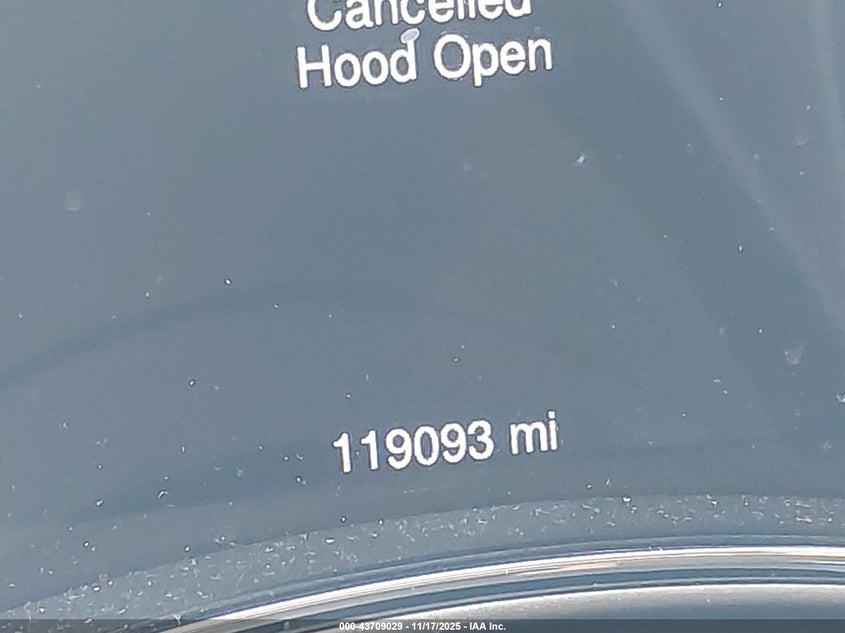 Cancelled
Hood Open
119093 mi
000-43709029 - 11/17/2025 - IAA Inc.